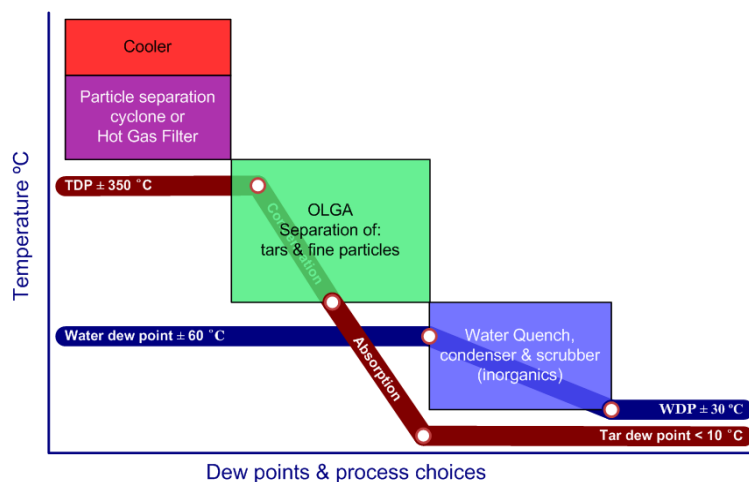 Cooler
Particle separation
cyclone or
Hot Gas Filter
TDP ± 350 °C
OLGA
Separation of:
tars & fine particles
Condensation
Absorption
Water dew point ± 60 °C
Water Quench,
condenser & scrubber
(inorganics)
WDP ± 30 ºC
Tar dew point < 10 °C
Temperature ºC
Dew points & process choices